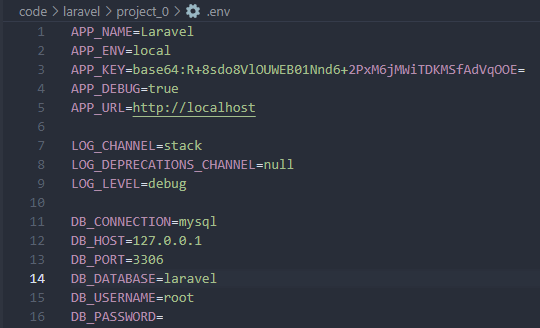 code > laravel > project_0 > .env
1 APP_NAME=Laravel
2 APP_ENV=local
3 APP_KEY=base64:R+8sdo8VlOUWEB01Nnd6+2PxM6jMWiTDKMSfAdVqOOE=
4 APP_DEBUG=true
5 APP_URL=http://localhost
6
7 LOG_CHANNEL=stack
8 LOG_DEPRECATIONS_CHANNEL=null
9 LOG_LEVEL=debug
10
11 DB_CONNECTION=mysql
12 DB_HOST=127.0.0.1
13 DB_PORT=3306
14 DB_DATABASE=laravel
15 DB_USERNAME=root
16 DB_PASSWORD=